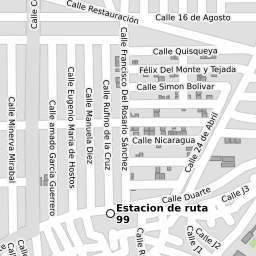 Calle Restauración
Calle 16 de Agosto
Calle Quisqueya
Félix Del Monte y Tejada
Calle Simon Bolivar
Calle Francisco Del Rosario Sánchez
Calle Rufino de la Cruz
Calle Manuela Diez
Calle Eugenio Maria de Hostos
Calle amado Garcia Guerrero
Calle Minerva Mirabal
Calle Nicaragua
Calle 24 de Abril
Calle Duarte
Calle J3
Estacion de ruta
99
Calle J2
Calle J1